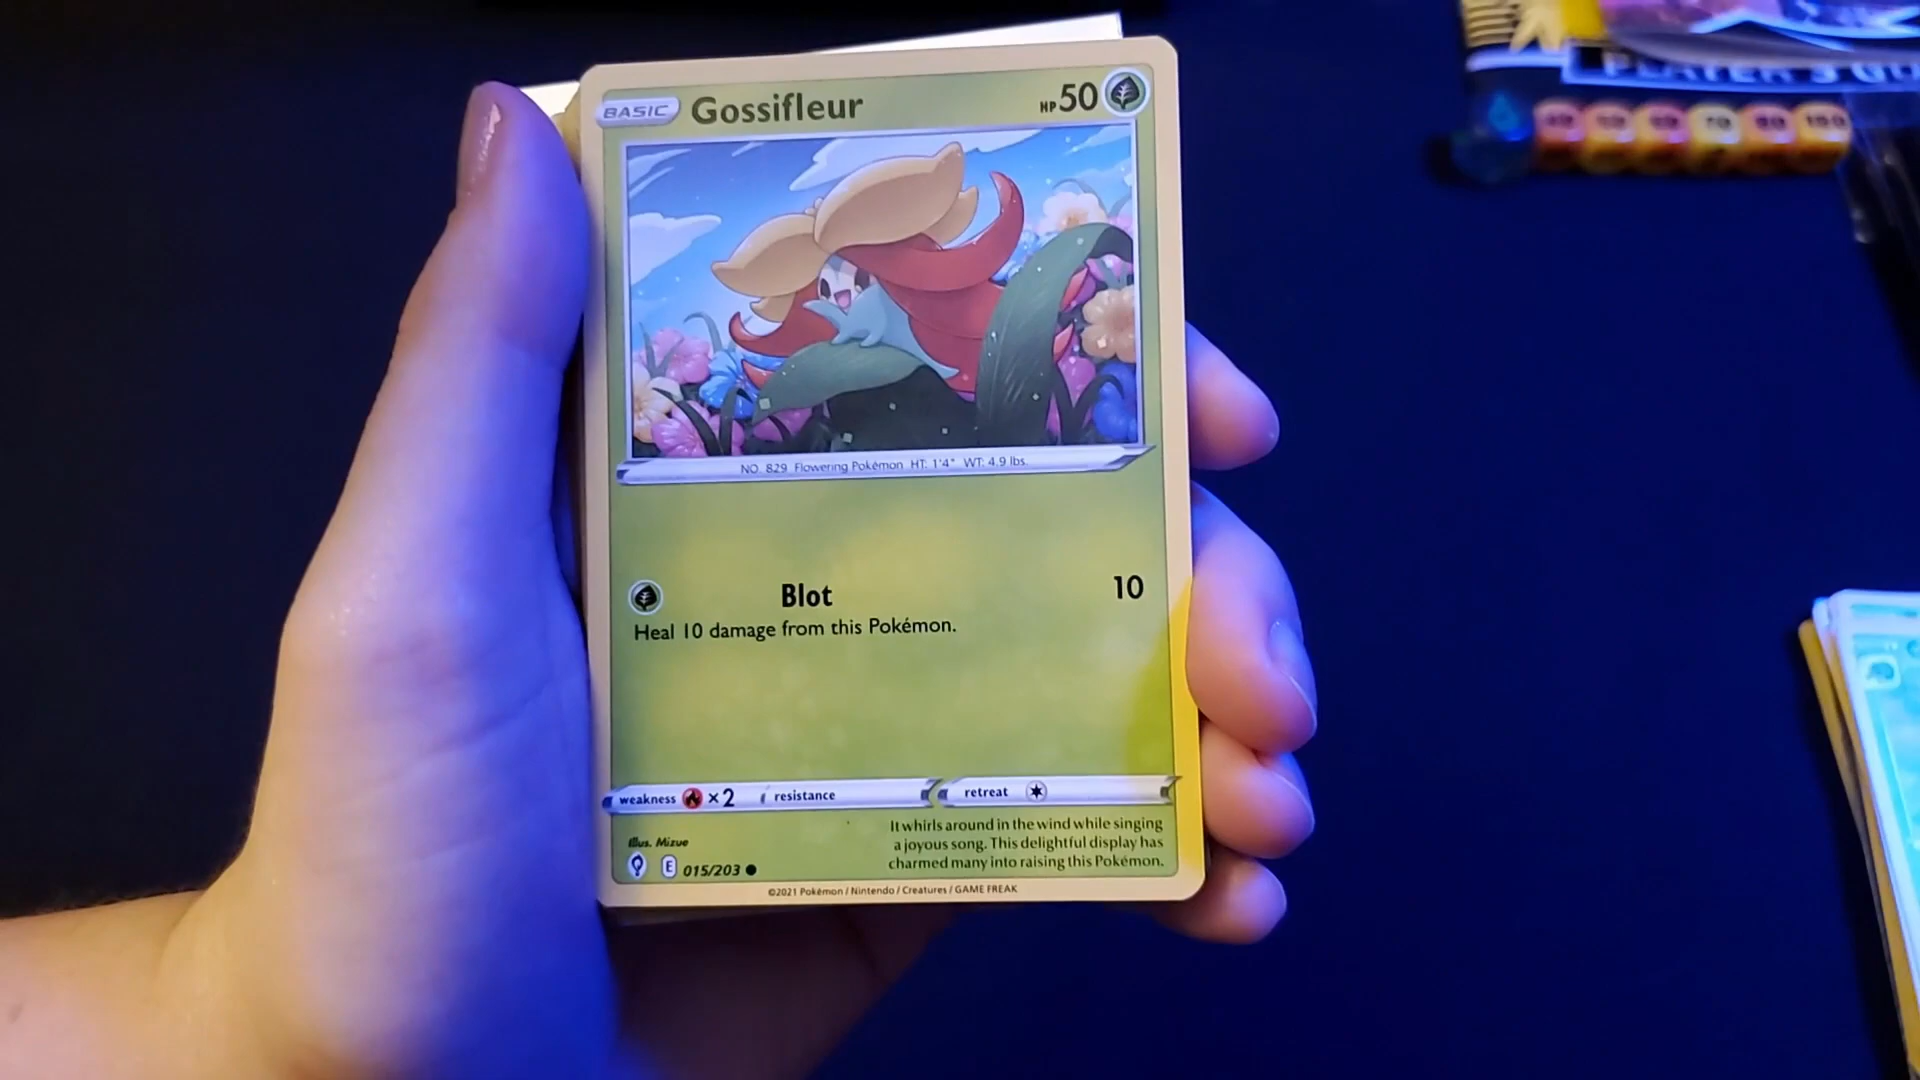 PLAYER'S GU
BASIC Gossifleur HP 50
NO. 829 Flowering Pokémon HT: 1'4" WT: 4.9 lbs.
Blot 10
Heal 10 damage from this Pokémon.
weakness ×2 resistance retreat
Illus. Mizue
It whirls around in the wind while singing
a joyous song. This delightful display has
charmed many into raising this Pokémon.
E 015/203
©2021 Pokémon / Nintendo / Creatures / GAME FREAK